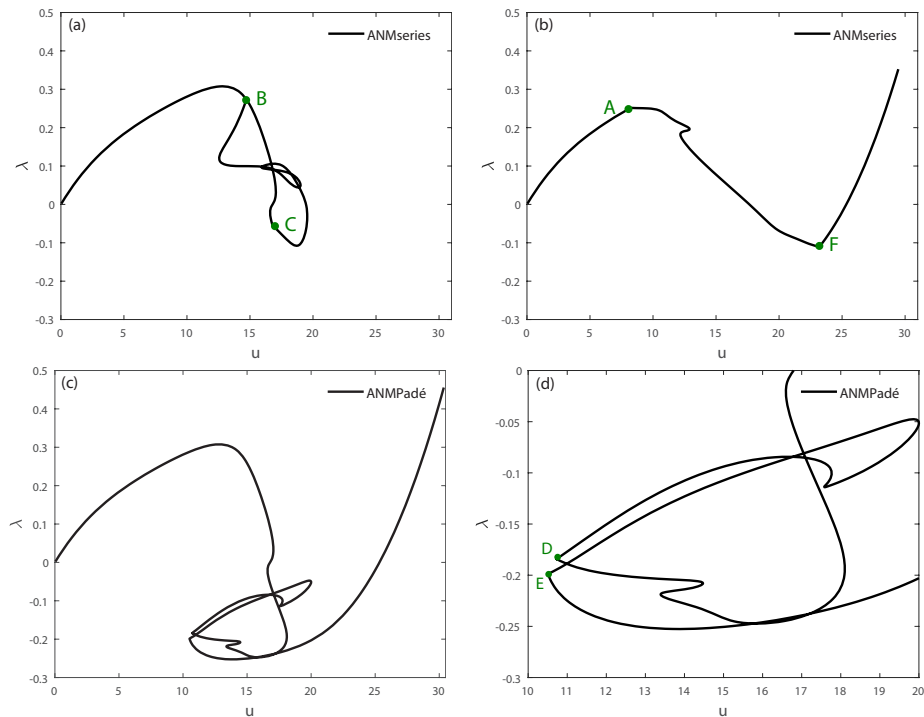 (a)
ANMseries
0.5
0.4
0.3
0.2
0.1
0
-0.1
-0.2
-0.3
λ
B
C
0 5 10 15 20 25 30
u
(b)
ANMseries
0.5
0.4
0.3
0.2
0.1
0
-0.1
-0.2
-0.3
λ
A
F
0 5 10 15 20 25 30
u
(c)
ANMPadé
0.5
0.4
0.3
0.2
0.1
0
-0.1
-0.2
-0.3
λ
0 5 10 15 20 25 30
u
(d)
ANMPadé
0
-0.05
-0.1
-0.15
-0.2
-0.25
-0.3
λ
D
E
10 11 12 13 14 15 16 17 18 19 20
u